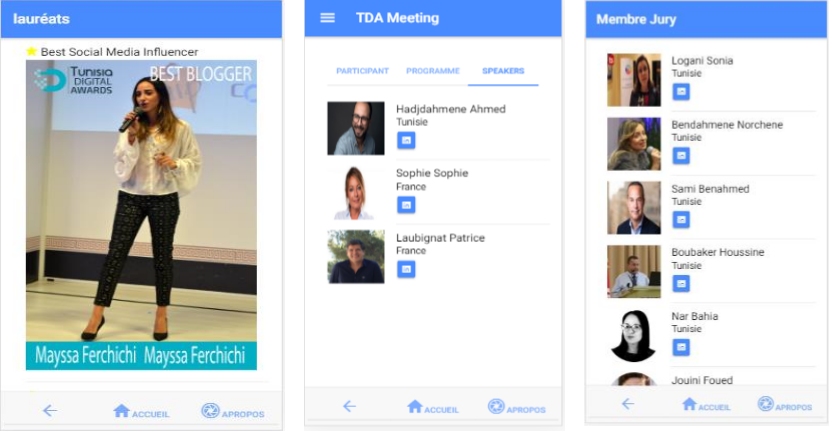 lauréats
Best Social Media Influencer
Tunisia
DIGITAL
AWARDS
BEST BLOGGER
Mayssa Ferchichi Mayssa Ferchichi
ACCUEIL
APROPOS
TDA Meeting
PARTICIPANT PROGRAMME SPEAKERS
Hadjdahmene Ahmed
Tunisie
Sophie Sophie
France
Laubignat Patrice
France
ACCUEIL
APROPOS
Membre Jury
Logani Sonia
Tunisie
Bendahmene Norchene
Tunisie
Sami Benahmed
Tunisie
Boubaker Houssine
Tunisie
Nar Bahia
Tunisie
Jouini Foued
ACCUEIL
APROPOS